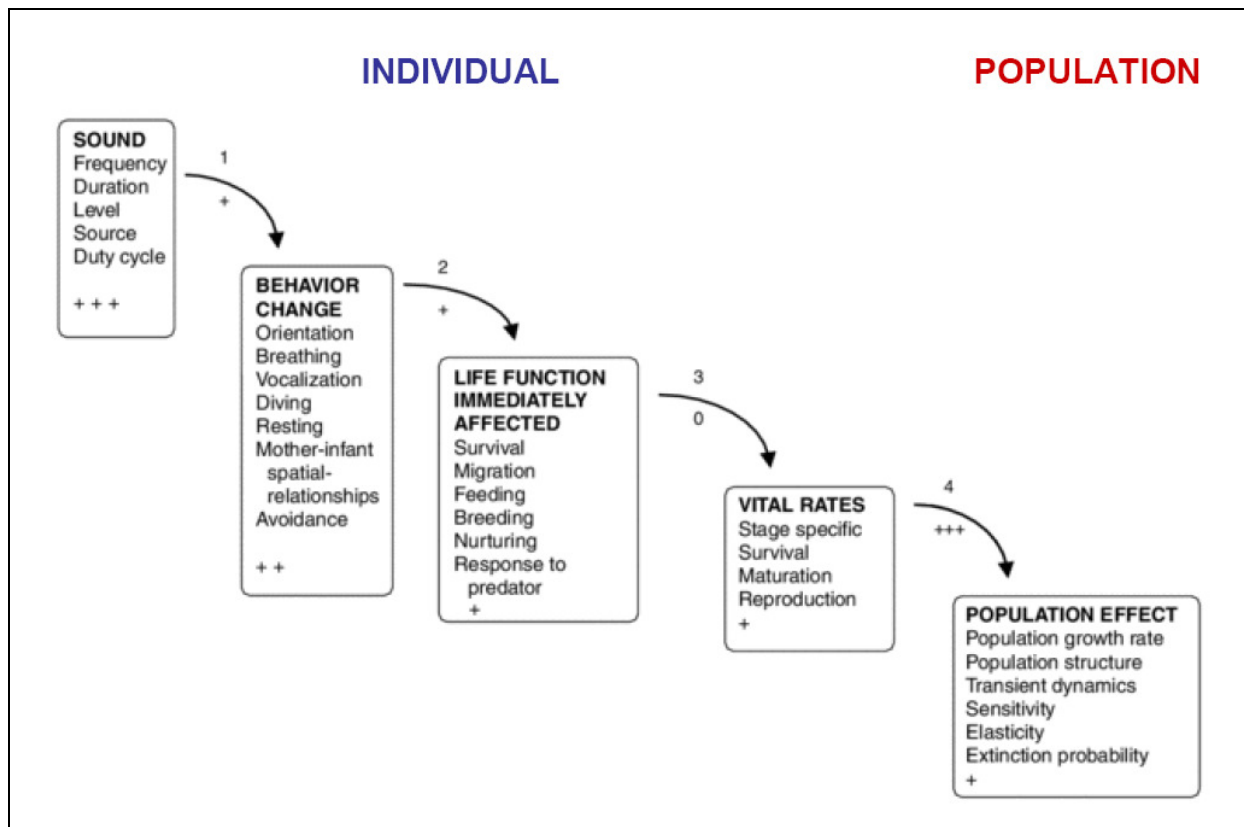 INDIVIDUAL
POPULATION
SOUND
Frequency
Duration
Level
Source
Duty cycle
+ + +
1
+
BEHAVIOR
CHANGE
Orientation
Breathing
Vocalization
Diving
Resting
Mother-infant
spatial-
relationships
Avoidance
+ +
2
+
LIFE FUNCTION
IMMEDIATELY
AFFECTED
Survival
Migration
Feeding
Breeding
Nurturing
Response to
predator
+
3
0
VITAL RATES
Stage specific
Survival
Maturation
Reproduction
+
4
+++
POPULATION EFFECT
Population growth rate
Population structure
Transient dynamics
Sensitivity
Elasticity
Extinction probability
+